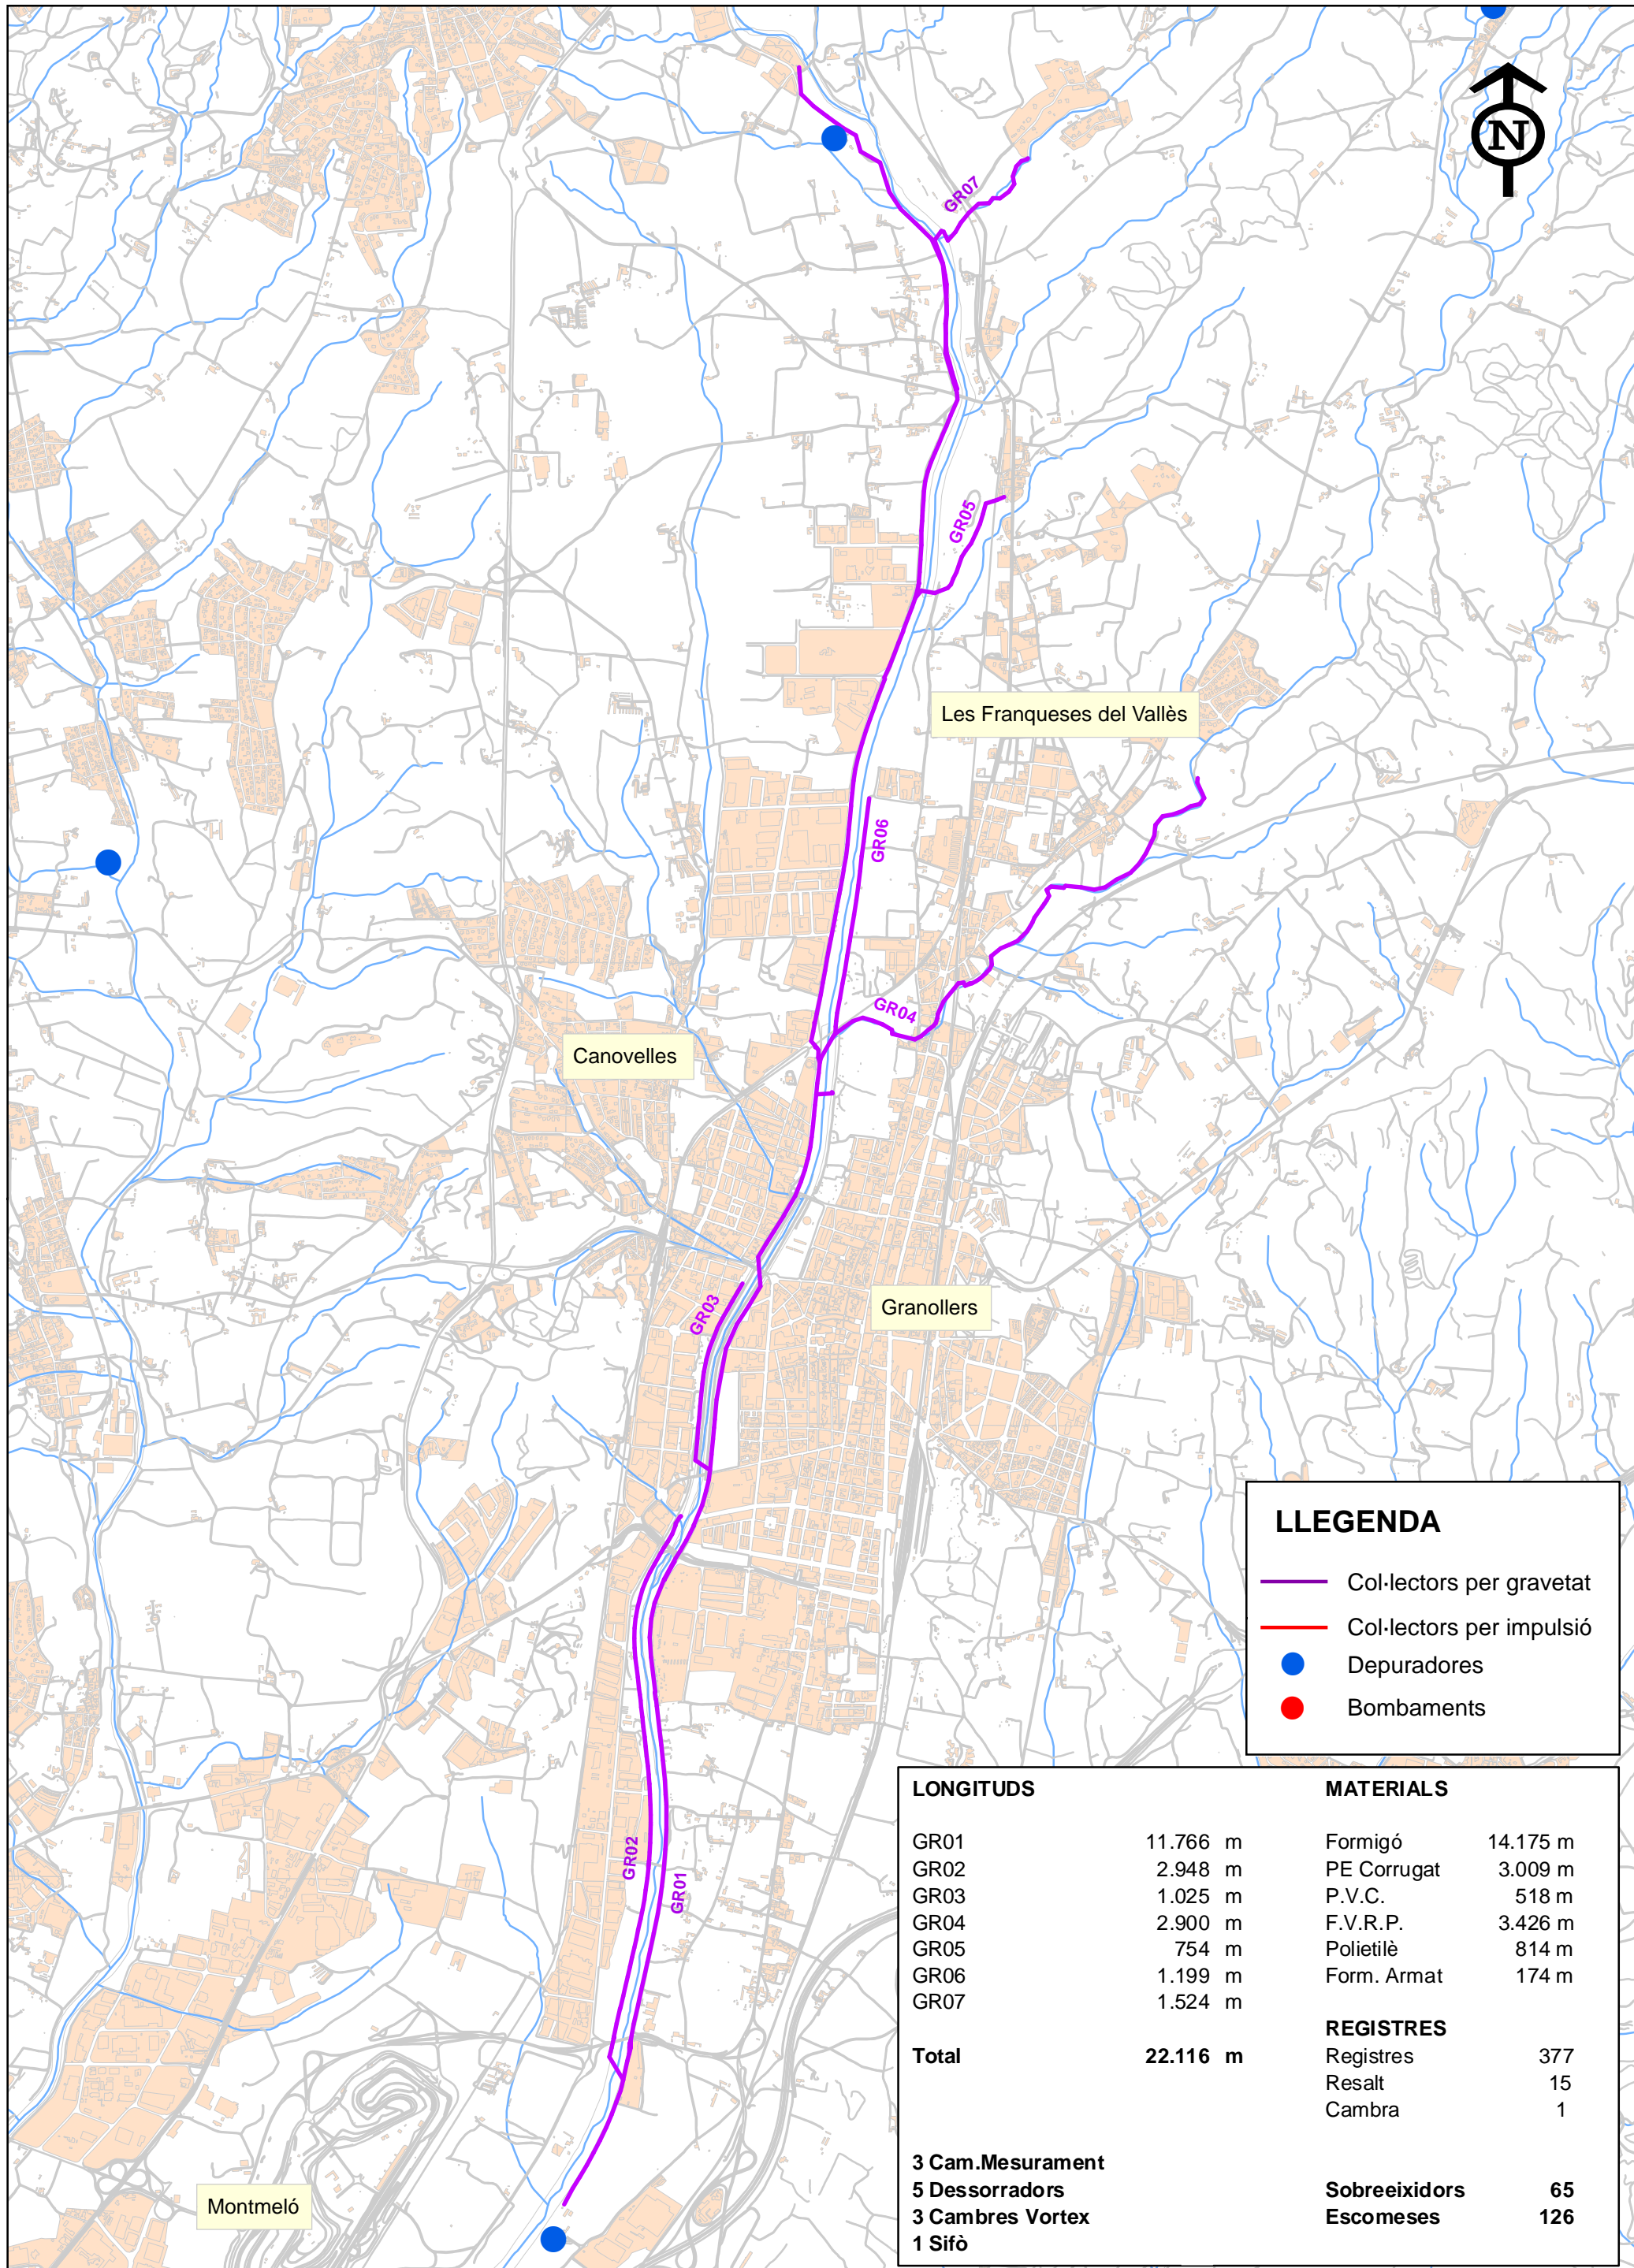 N
GR07
GR05
Les Franqueses del Vallès
GR06
GR04
Canovelles
GR03
Granollers
GR02
GR01
Montmeló
LLEGENDA
Col·lectors per gravetat
Col·lectors per impulsió
Depuradores
Bombaments
LONGITUDS
GR01 11.766 m
GR02 2.948 m
GR03 1.025 m
GR04 2.900 m
GR05 754 m
GR06 1.199 m
GR07 1.524 m
Total 22.116 m
MATERIALS
Formigó 14.175 m
PE Corrugat 3.009 m
P.V.C. 518 m
F.V.R.P. 3.426 m
Polietilè 814 m
Form. Armat 174 m
REGISTRES
Registres 377
Resalt 15
Cambra 1
3 Cam.Mesurament
5 Dessorradors
3 Cambres Vortex
1 Sifò
Sobreeixidors 65
Escomeses 126